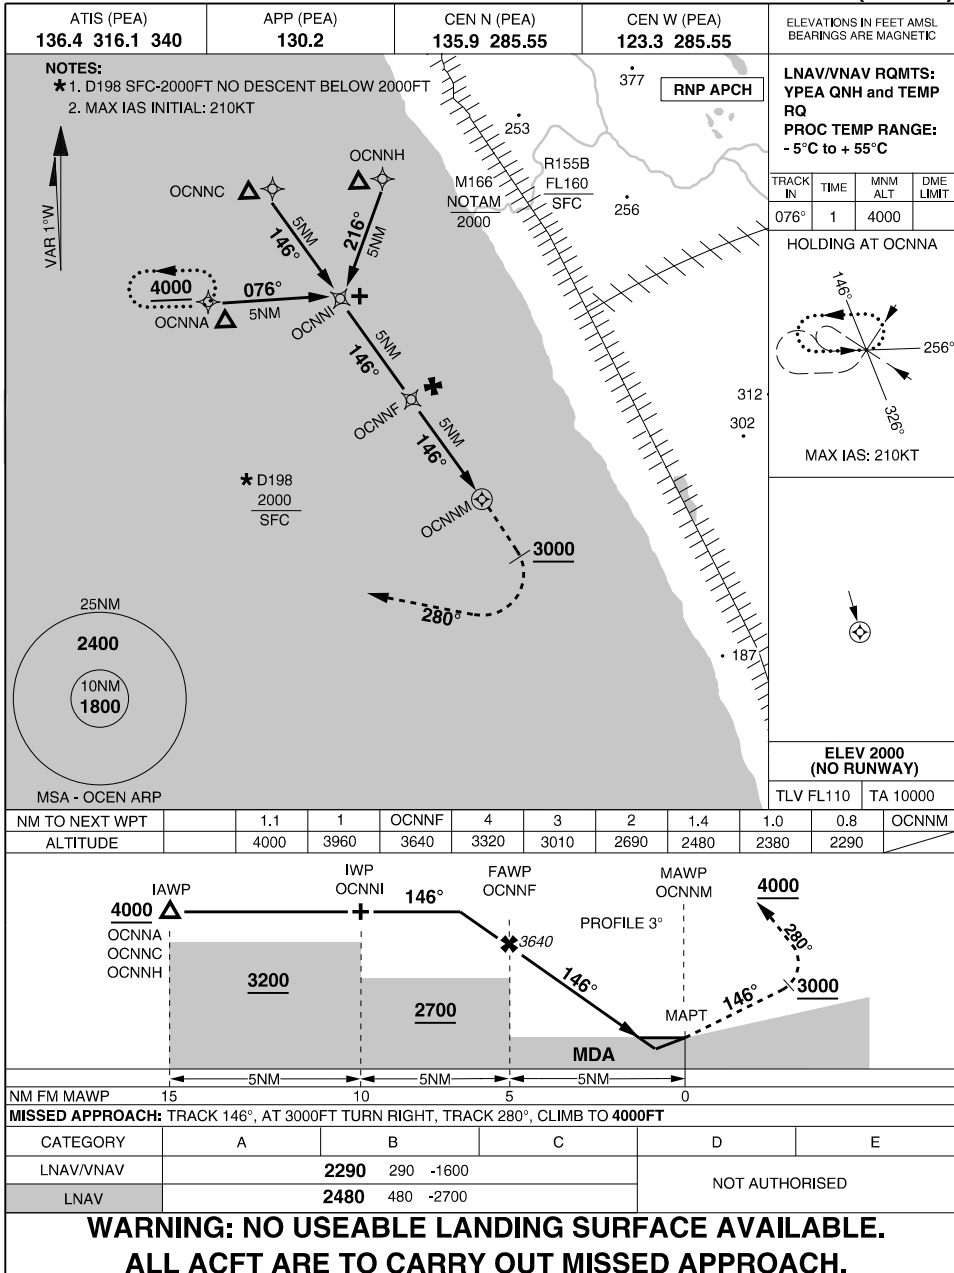 ATIS (PEA)
136.4 316.1 340
APP (PEA)
130.2
CEN N (PEA)
135.9 285.55
CEN W (PEA)
123.3 285.55
ELEVATIONS IN FEET AMSL
BEARINGS ARE MAGNETIC
NOTES:
* 1. D198 SFC-2000FT NO DESCENT BELOW 2000FT
2. MAX IAS INITIAL: 210KT
RNP APCH
LNAV/VNAV RQMTS:
YPEA QNH and TEMP
RQ
PROC TEMP RANGE:
- 5°C to + 55°C
TRACK IN TIME MNM ALT DME LIMIT
076° 1 4000
HOLDING AT OCNNA
146°
256°
326°
MAX IAS: 210KT
VAR 1°W
377
253
OCNNH
OCNNC
M166
NOTAM
2000
R155B
FL160
SFC
256
5NM
146°
216°
5NM
4000
076°
5NM
OCNNA
OCNNI
5NM
146°
OCNNF
5NM
146°
312
302
OCNNM
* D198
2000
SFC
3000
280°
187
25NM
2400
10NM
1800
MSA - OCEN ARP
ELEV 2000
(NO RUNWAY)
TLV FL110 TA 10000
NM TO NEXT WPT 1.1 1 OCNNF 4 3 2 1.4 1.0 0.8 OCNNM
ALTITUDE 4000 3960 3640 3320 3010 2690 2480 2380 2290
IAWP
4000
OCNNA
OCNNC
OCNNH
IWP
OCNNI
146°
FAWP
OCNNF
3640
PROFILE 3°
MAWP
OCNNM
4000
280°
3200
2700
146°
MAPT
146°
3000
MDA
5NM 5NM 5NM
NM FM MAWP 15 10 5 0
MISSED APPROACH: TRACK 146°, AT 3000FT TURN RIGHT, TRACK 280°, CLIMB TO 4000FT
CATEGORY A B C D E
LNAV/VNAV 2290 290 -1600 NOT AUTHORISED
LNAV 2480 480 -2700
WARNING: NO USEABLE LANDING SURFACE AVAILABLE.
ALL ACFT ARE TO CARRY OUT MISSED APPROACH.